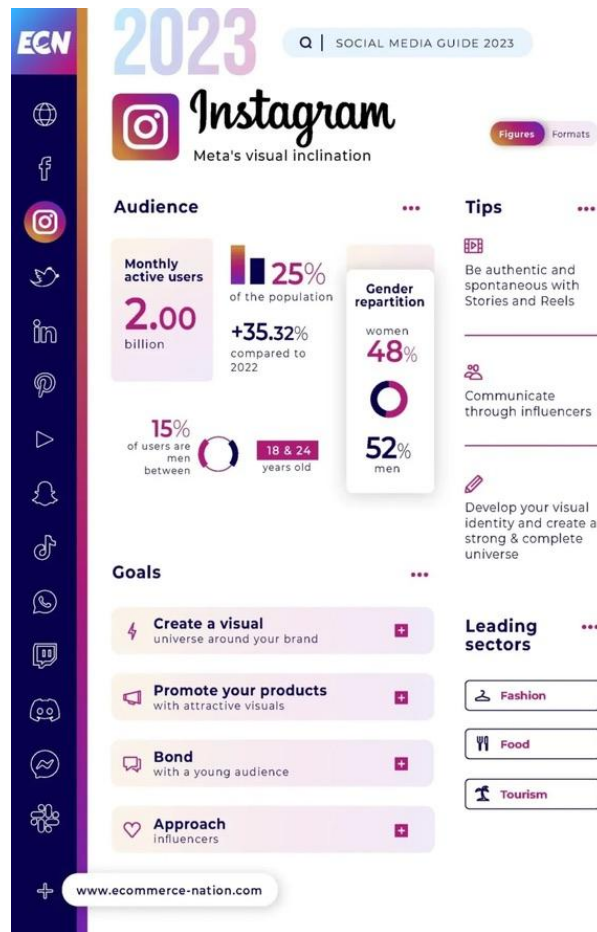 ECN
2023
SOCIAL MEDIA GUIDE 2023
Instagram
Meta's visual inclination
Figures
Formats
Audience
Monthly
active users
2.00
billion
25%
of the population
+35.32%
compared to
2022
Gender
repartition
women
48%
52%
men
15%
of users are
men
between
18 & 24
years old
Tips
Be authentic and
spontaneous with
Stories and Reels
Communicate
through influencers
Develop your visual
identity and create a
strong & complete
universe
Goals
Create a visual
universe around your brand
Promote your products
with attractive visuals
Bond
with a young audience
Approach
influencers
Leading
sectors
Fashion
Food
Tourism
www.ecommerce-nation.com